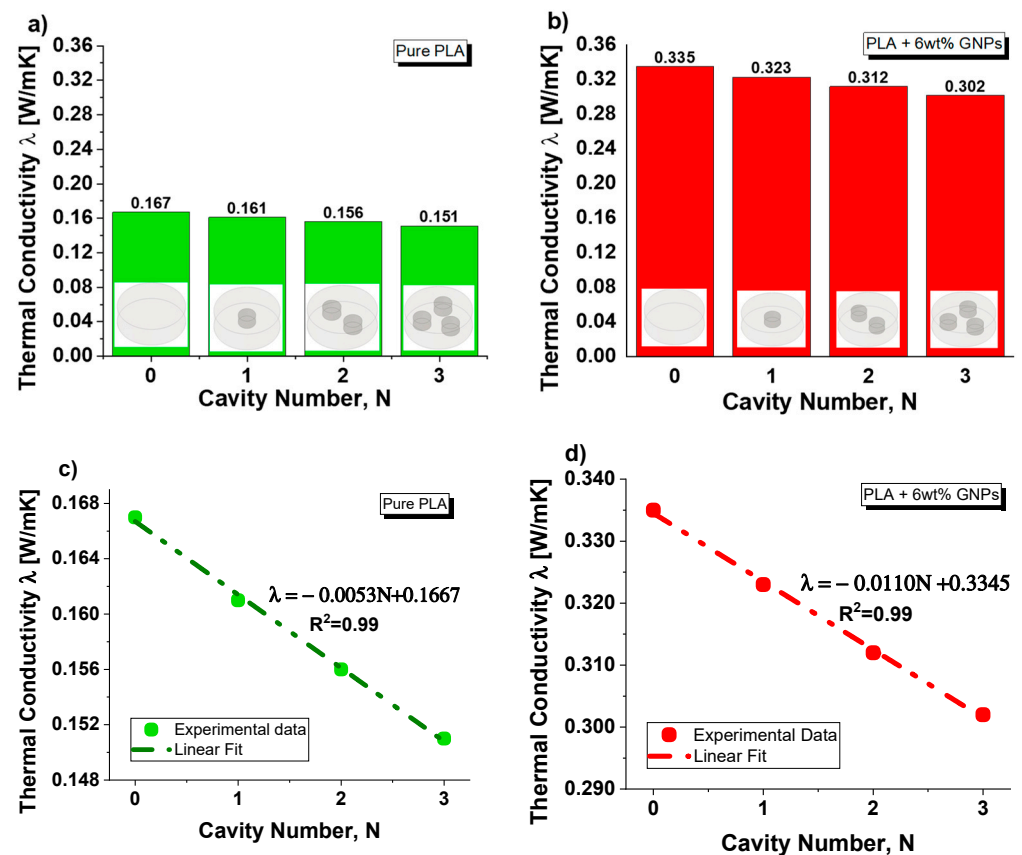 a)
Pure PLA
Thermal Conductivity λ [W/mK]
0.36
0.32
0.28
0.24
0.20
0.16
0.12
0.08
0.04
0.00
0.167
0.161
0.156
0.151
0 1 2 3
Cavity Number, N
b)
PLA + 6wt% GNPs
Thermal Conductivity λ [W/mK]
0.36
0.32
0.28
0.24
0.20
0.16
0.12
0.08
0.04
0.00
0.335
0.323
0.312
0.302
0 1 2 3
Cavity Number, N
c)
Pure PLA
Thermal Conductivity λ [W/mK]
0.168
0.164
0.160
0.156
0.152
0.148
λ = − 0.0053N+0.1667
R²=0.99
Experimental data
Linear Fit
0 1 2 3
Cavity Number, N
d)
PLA + 6wt% GNPs
Thermal Conductivity λ [W/mK]
0.340
0.330
0.320
0.310
0.300
0.290
λ = − 0.0110N +0.3345
R²=0.99
Experimental Data
Linear Fit
0 1 2 3
Cavity Number, N